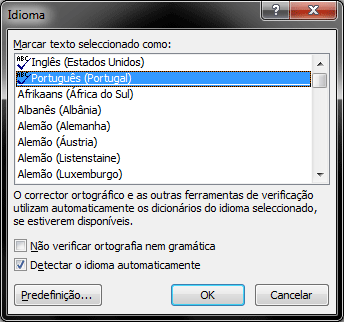 Idioma
Marcar texto seleccionado como:
ABC Inglês (Estados Unidos)
ABC Português (Portugal)
Afrikaans (África do Sul)
Albanês (Albânia)
Alemão (Alemanha)
Alemão (Áustria)
Alemão (Listenstaine)
Alemão (Luxemburgo)
O corrector ortográfico e as outras ferramentas de verificação
utilizam automaticamente os dicionários do idioma seleccionado,
se estiverem disponíveis.
Não verificar ortografia nem gramática
Detectar o idioma automaticamente
Predefinição...
OK
Cancelar